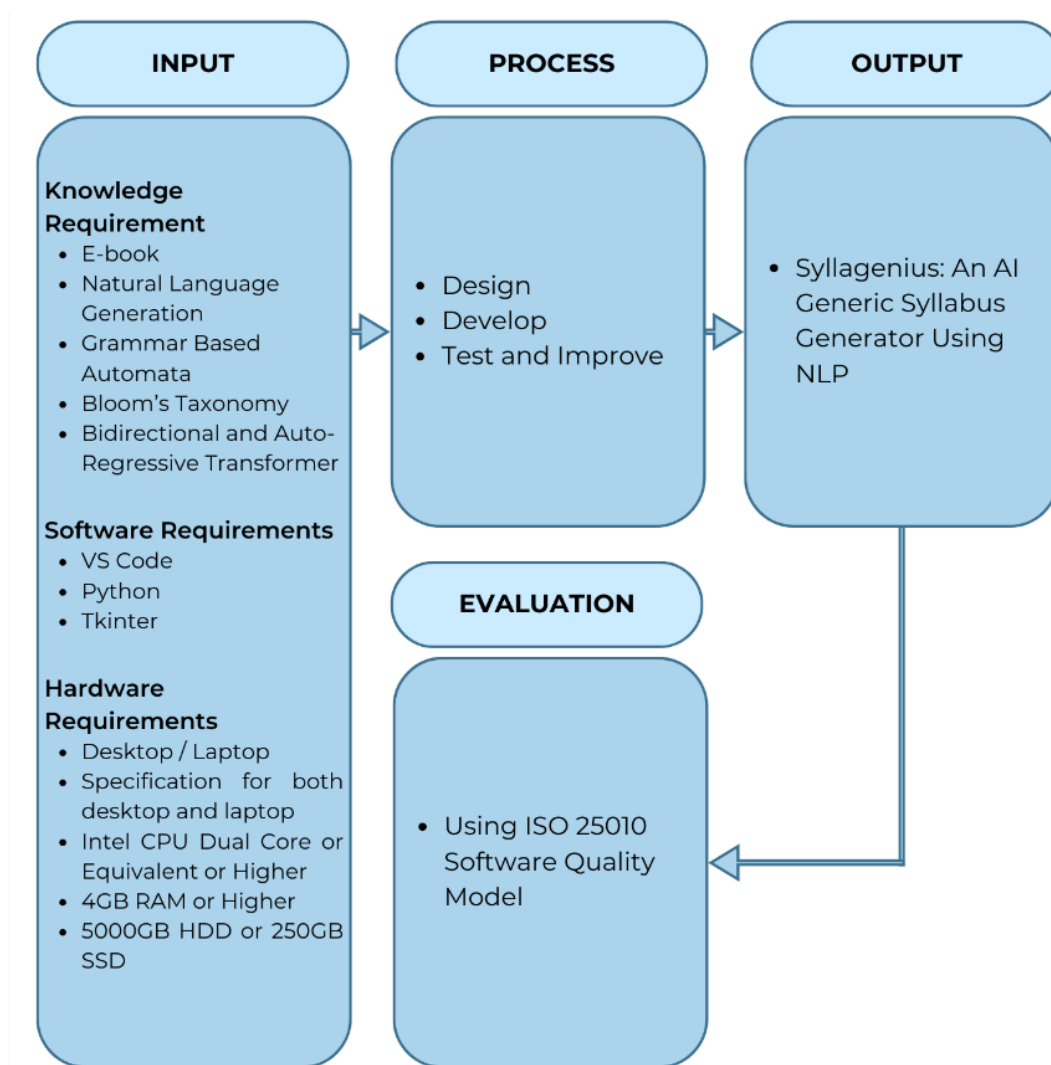 INPUT
Knowledge
Requirement
• E-book
• Natural Language
Generation
• Grammar Based
Automata
• Bloom's Taxonomy
• Bidirectional and Auto-
Regressive Transformer
Software Requirements
• VS Code
• Python
• Tkinter
Hardware
Requirements
• Desktop / Laptop
• Specification for both
desktop and laptop
• Intel CPU Dual Core or
Equivalent or Higher
• 4GB RAM or Higher
• 5000GB HDD or 250GB
SSD
PROCESS
• Design
• Develop
• Test and Improve
OUTPUT
• Syllagenius: An AI
Generic Syllabus
Generator Using
NLP
EVALUATION
• Using ISO 25010
Software Quality
Model